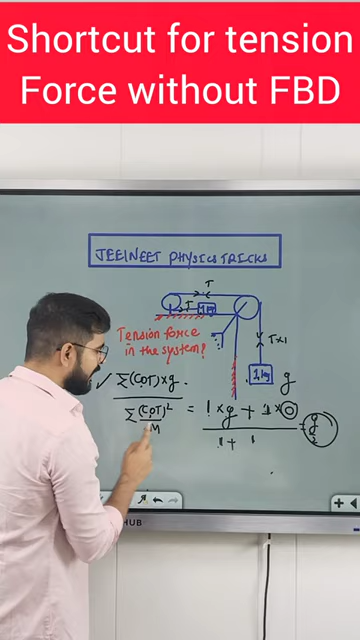 Shortcut for tension
Force without FBD
JEE/NEET PHYSICS TRICKS
T
T
1kg
Tension force
in the system?
T×1
1kg
g
✓ Σ(COT)×g.
Σ(COT)²
M
= 1×g + 1×0
1 + 1
= g
2
HUB